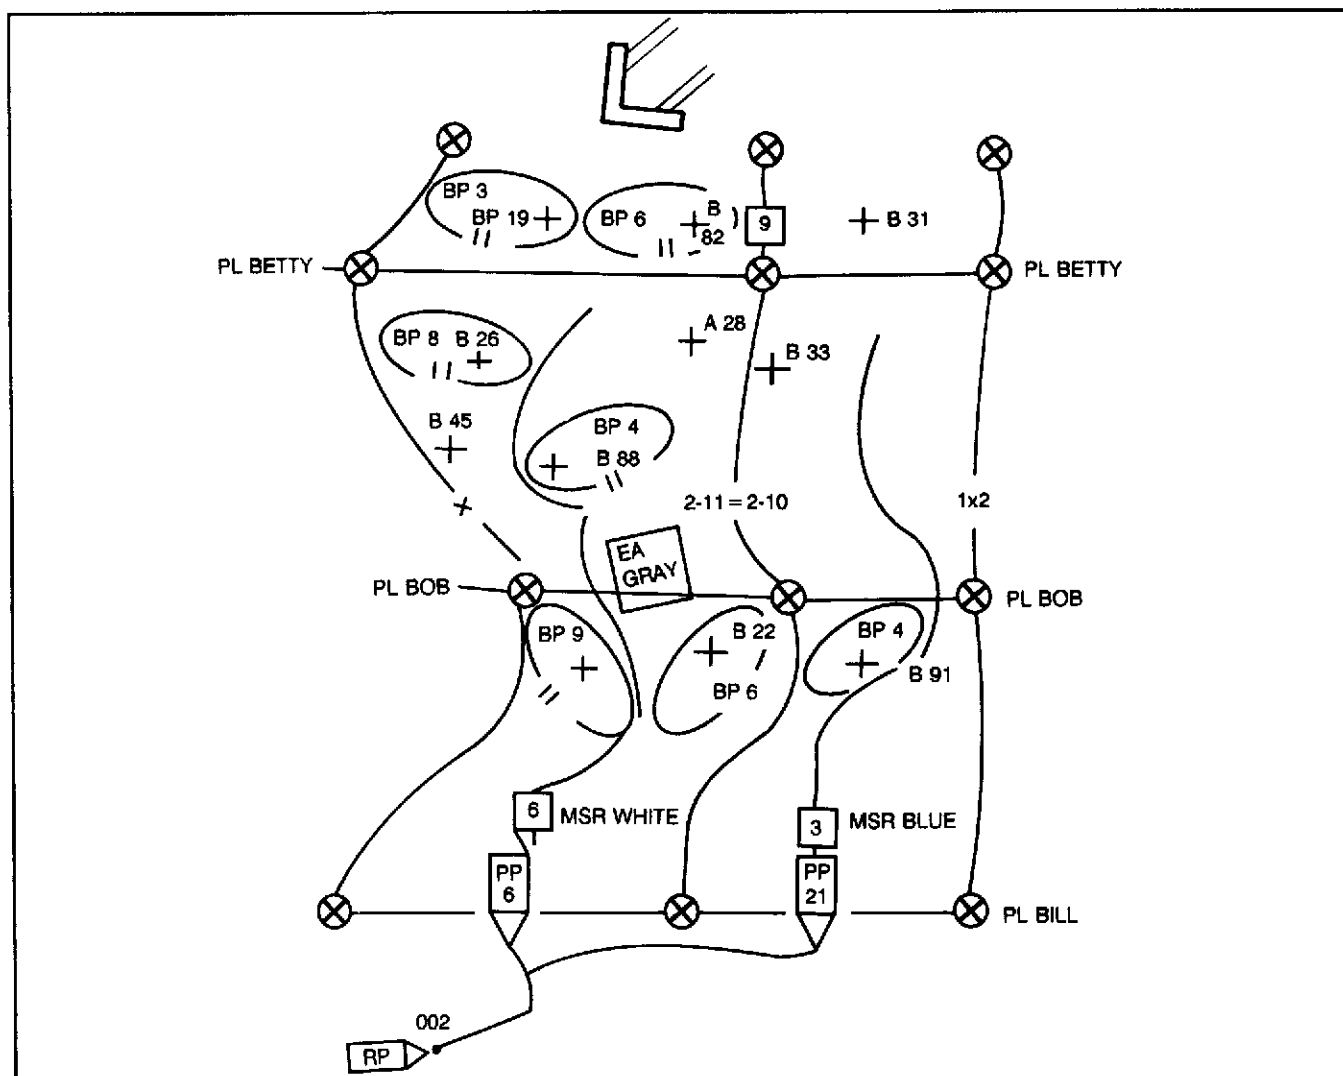 BP 3
BP 19
BP 6
B
82
9
B 31
PL BETTY
PL BETTY
A 28
BP 8 B 26
B 33
B 45
BP 4
B 88
2-11=2-10
1x2
EA
GRAY
PL BOB
PL BOB
BP 9
B 22
BP 4
BP 6
B 91
6
MSR WHITE
3
MSR BLUE
PP
6
PP
21
PL BILL
002
RP